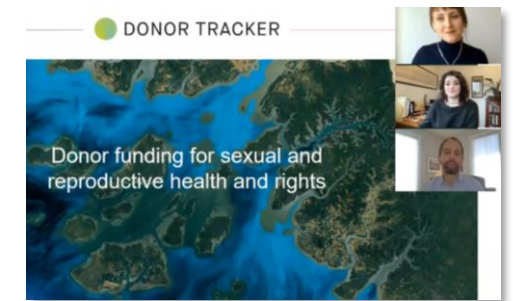 DONOR TRACKER
Donor funding for sexual and
reproductive health and rights